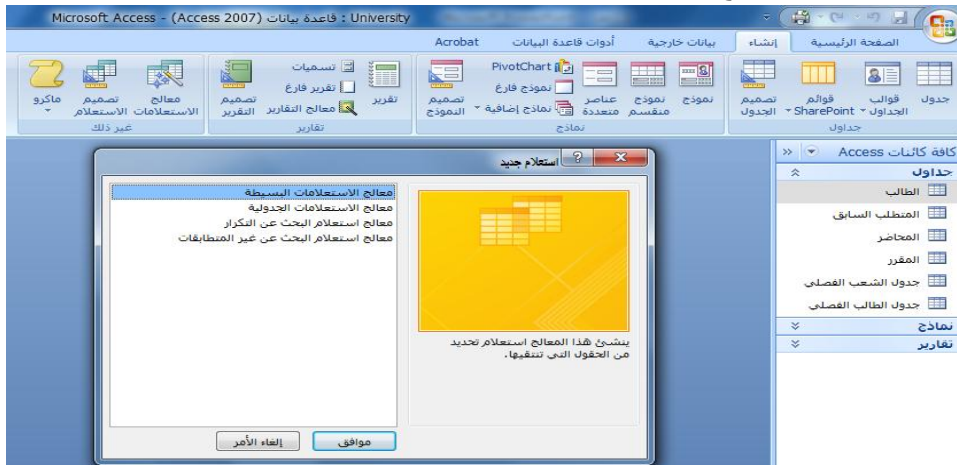 University : قاعدة بيانات (Access 2007) - Microsoft Access
الصفحة الرئيسية إنشاء بيانات خارجية أدوات قاعدة البيانات Acrobat
جدول
قوالب الجداول
قوائم SharePoint
تصميم الجدول
جداول
نموذج
نموذج منقسم
عناصر متعددة
PivotChart
نموذج فارغ
نماذج إضافية
تصميم النموذج
نماذج
تقرير
تسميات
تقرير فارغ
معالج التقارير
تصميم التقرير
تقارير
معالج الاستعلامات
تصميم الاستعلام
ماكرو
غير ذلك
كافة كائنات Access
جداول
الطالب
المتطلب السابق
المحاضر
المقرر
جدول الشعب الفصلي
جدول الطالب الفصلي
نماذج
تقارير
استعلام جديد
معالج الاستعلامات البسيطة
معالج الاستعلامات الجدولية
معالج استعلام البحث عن التكرار
معالج استعلام البحث عن غير المتطابقات
ينشئ هذا المعالج استعلام تحديد
من الحقول التي تنتقيها.
موافق إلغاء الأمر